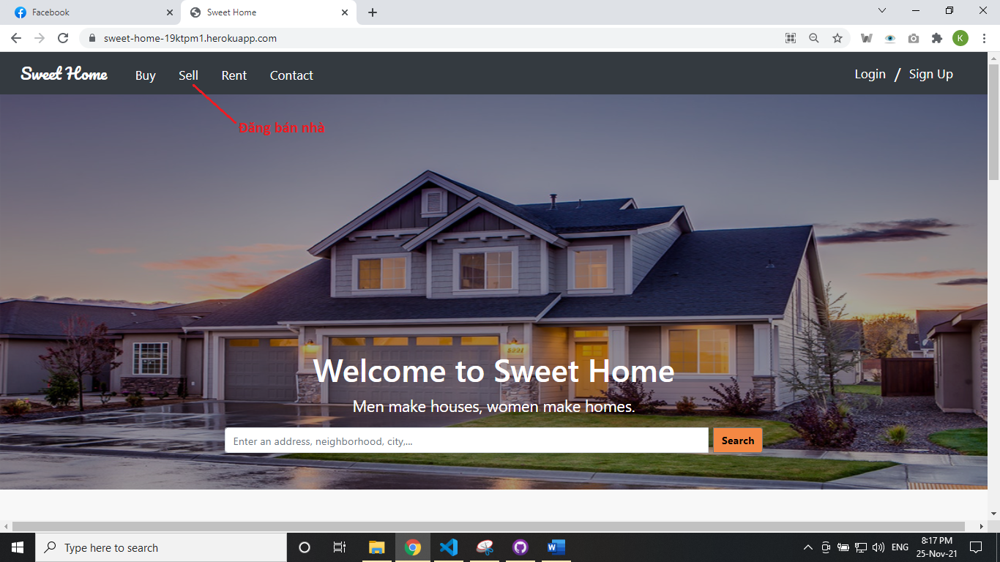 Facebook
Sweet Home
sweet-home-19ktpm1.herokuapp.com
K
Sweet Home Buy Sell Rent Contact Login / Sign Up
Đăng bán nhà
Welcome to Sweet Home
Men make houses, women make homes.
Enter an address, neighborhood, city,... Search
Type here to search
ENG
8:17 PM
25-Nov-21